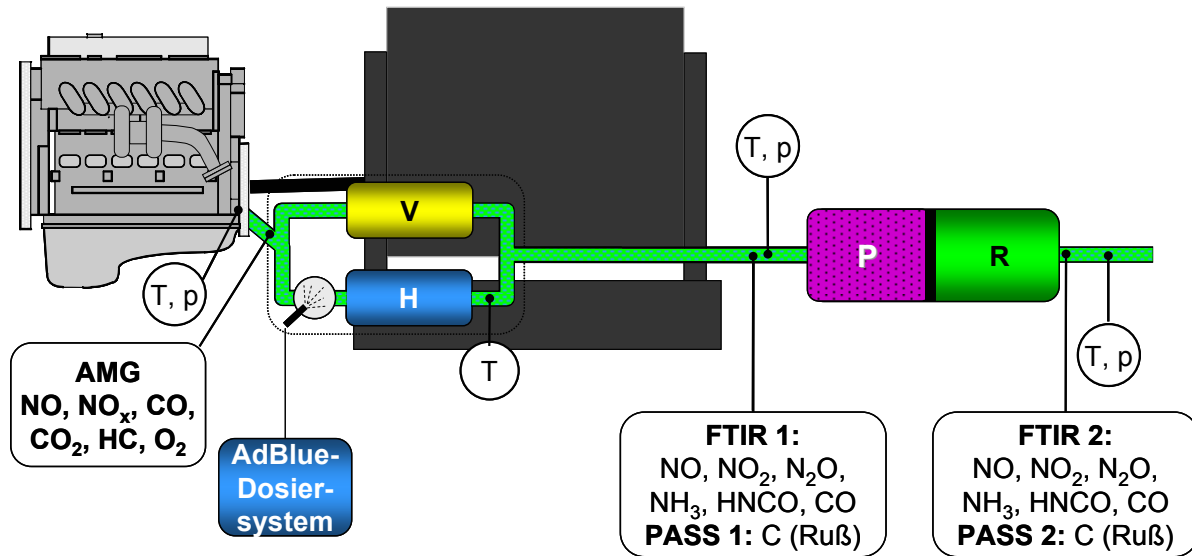 T, p
V
P
R
T, p
H
T
T, p
AMG
NO, NOₓ, CO,
CO₂, HC, O₂
AdBlue-
Dosier-
system
FTIR 1:
NO, NO₂, N₂O,
NH₃, HNCO, CO
PASS 1: C (Ruß)
FTIR 2:
NO, NO₂, N₂O,
NH₃, HNCO, CO
PASS 2: C (Ruß)